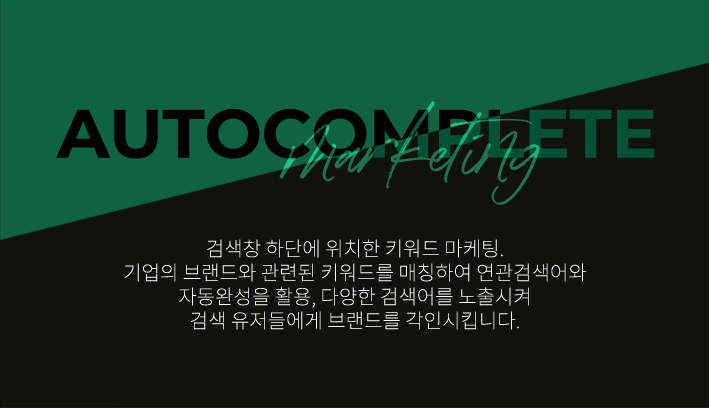 AUTOCOMPLETE
marketing
검색창 하단에 위치한 키워드 마케팅.
기업의 브랜드와 관련된 키워드를 매칭하여 연관검색어와
자동완성을 활용, 다양한 검색어를 노출시켜
검색 유저들에게 브랜드를 각인시킵니다.